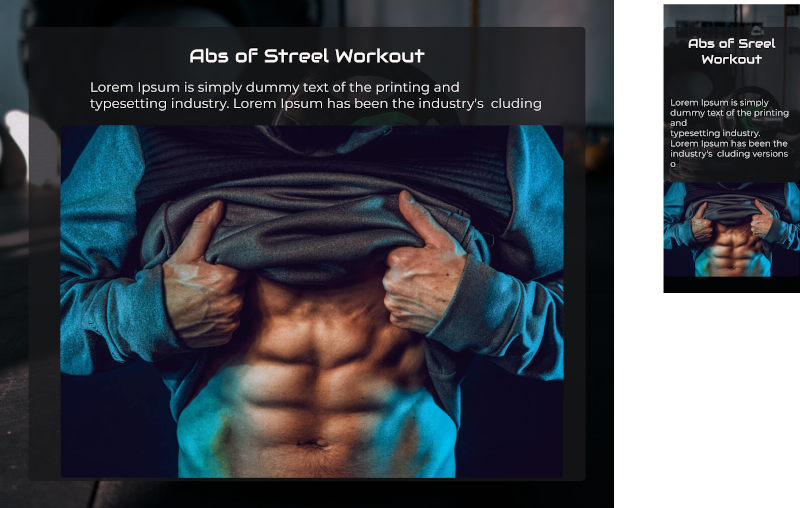 Abs of Streel Workout
Lorem Ipsum is simply dummy text of the printing and
typesetting industry. Lorem Ipsum has been the industry's cluding
Abs of Sreel
Workout
Lorem Ipsum is simply
dummy text of the printing
and
typesetting industry.
Lorem Ipsum has been the
industry's cluding versions
o